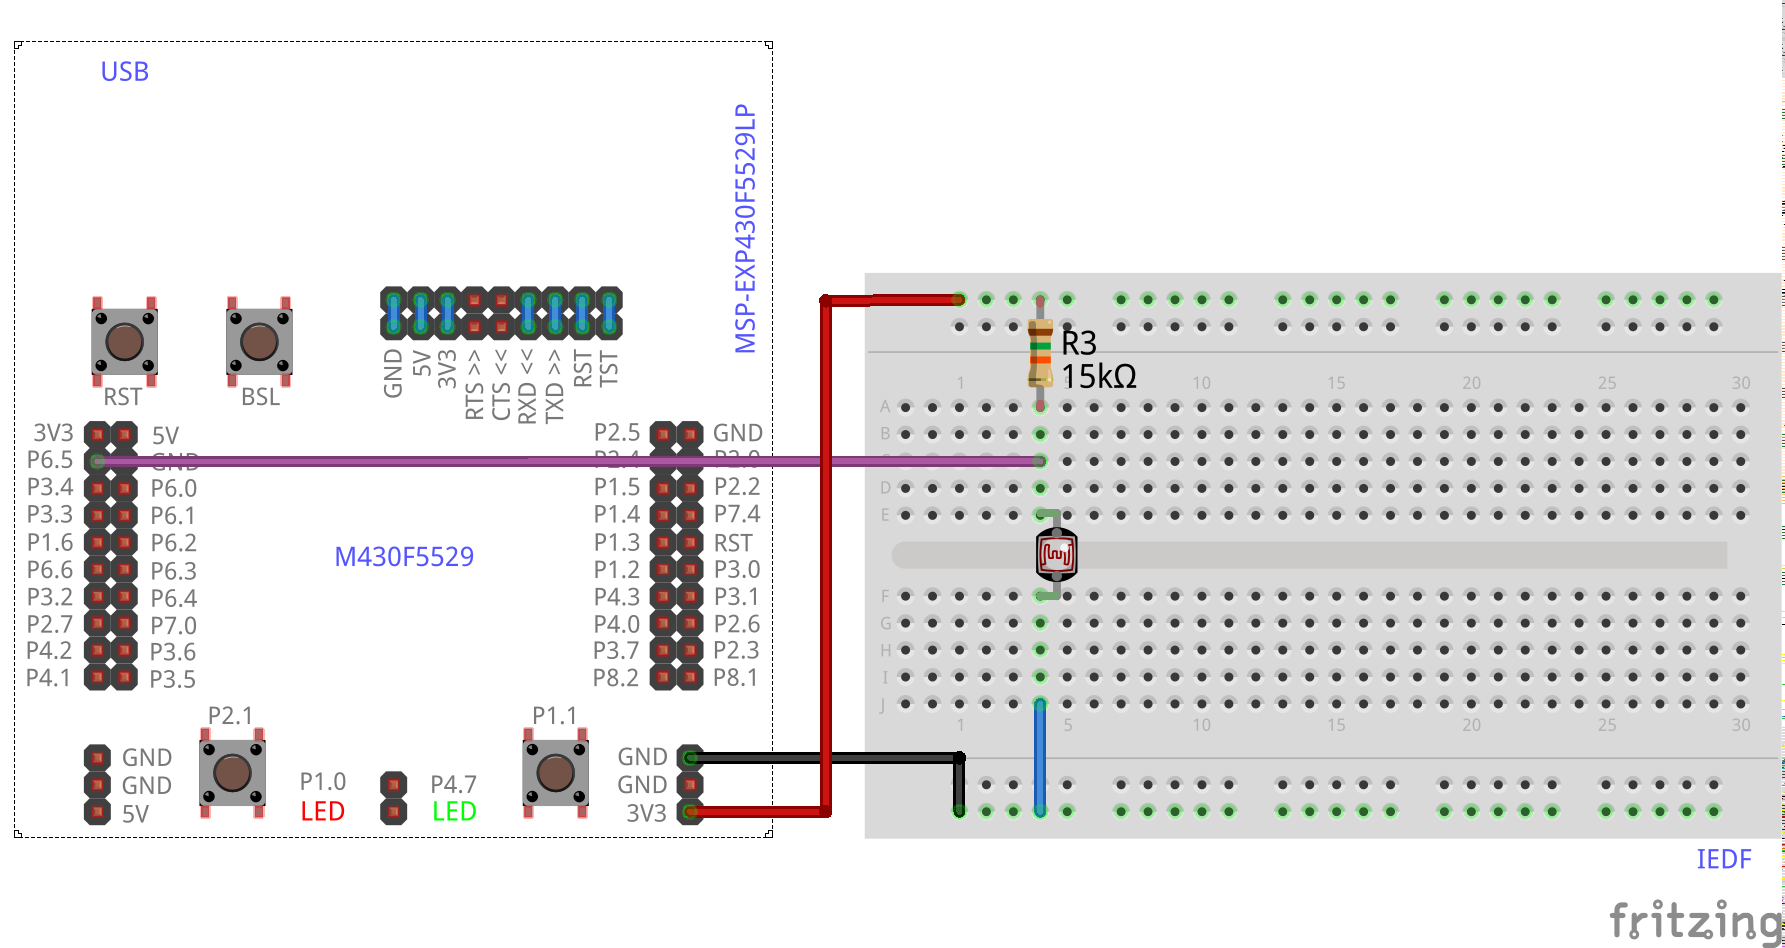 USB
MSP-EXP430F5529LP
GND
5V
3V3
RTS >>
CTS <<
RXD <<
TXD >>
RST
TST
RST
BSL
R3
15kΩ
1 5 10 15 20 25 30
A
B
C
D
E
3V3 5V
P6.5 GND
P3.4 P6.0
P3.3 P6.1
P1.6 P6.2
P6.6 P6.3
P3.2 P6.4
P2.7 P7.0
P4.2 P3.6
P4.1 P3.5
M430F5529
P2.5 GND
P2.4 P2.0
P1.5 P2.2
P1.4 P7.4
P1.3 RST
P1.2 P3.0
P4.3 P3.1
P4.0 P2.6
P3.7 P2.3
P8.2 P8.1
F
G
H
I
J
1 5 10 15 20 25 30
P2.1
P1.1
GND
GND
5V
P1.0
LED
P4.7
LED
GND
GND
3V3
IEDF
fritzing